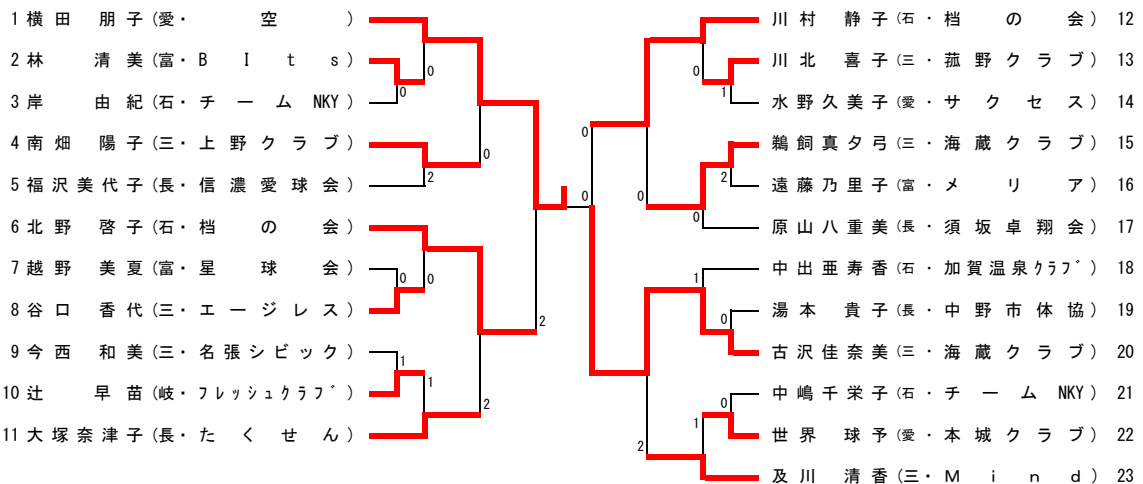 1 横田 朋子 (愛・ 空 )
2 林 清美 (富・B I t s)
3 岸 由紀 (石・チームNKY)
4 南畑 陽子 (三・上野クラブ)
5 福沢美代子 (長・信濃愛球会)
6 北野 啓子 (石・档の会)
7 越野 美夏 (富・星球会)
8 谷口 香代 (三・エージレス)
9 今西 和美 (三・名張シビック)
10 辻 早苗 (岐・フレッシュクラブ)
11 大塚奈津子 (長・たくせん)
0
0
2
0
0
0
1
1
2
2
0
0
0
0
1
2
0
1
0
0
1
2
川村 静子 (石・档の会) 12
川北 喜子 (三・菰野クラブ) 13
水野久美子 (愛・サクセス) 14
鵜飼真夕弓 (三・海蔵クラブ) 15
遠藤乃里子 (富・メリア) 16
原山八重美 (長・須坂卓翔会) 17
中出亜寿香 (石・加賀温泉クラブ) 18
湯本 貴子 (長・中野市体協) 19
古沢佳奈美 (三・海蔵クラブ) 20
中嶋千栄子 (石・チームNKY) 21
世界 球予 (愛・本城クラブ) 22
及川 清香 (三・Mind) 23